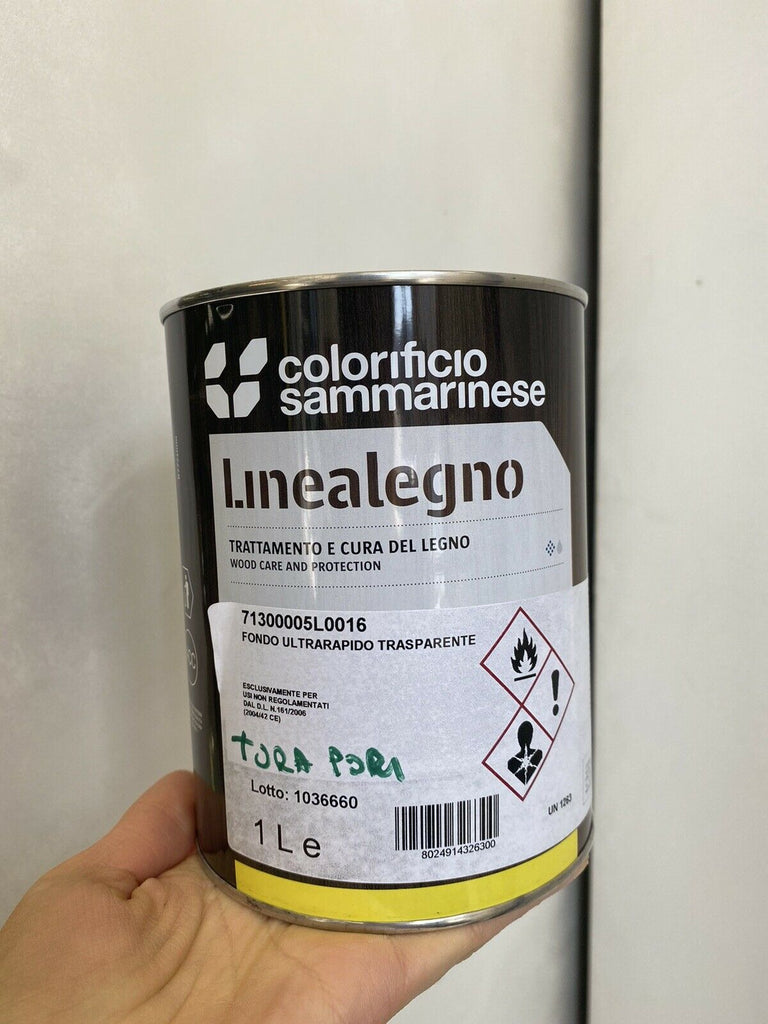 colorificio
sammarinese
Linealegno
TRATTAMENTO E CURA DEL LEGNO
WOOD CARE AND PROTECTION
71300005L0016
FONDO ULTRARAPIDO TRASPARENTE
ESCLUSIVAMENTE PER
USI NON REGOLAMENTATI
DAL D.L. N.161/2006
(2004/42 CE)
TURA PORI
Lotto: 1036660
1 L e
8024914326300
UN 1263